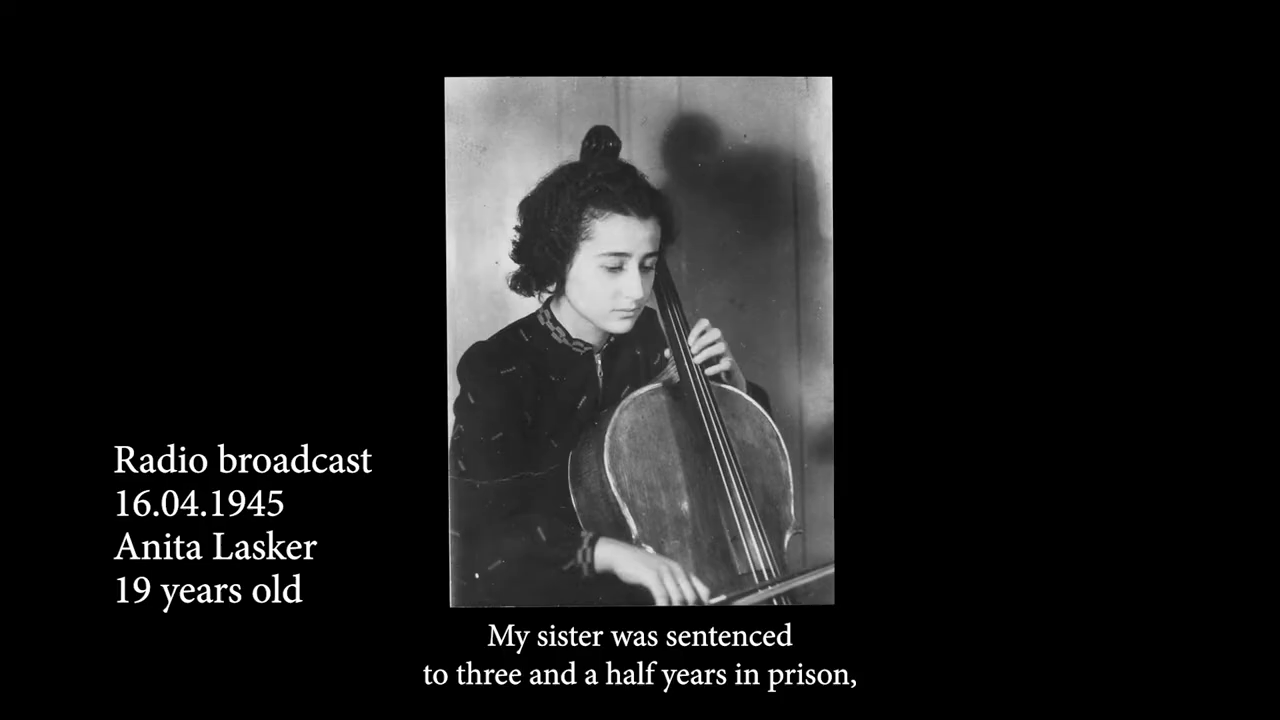 Radio broadcast
16.04.1945
Anita Lasker
19 years old
My sister was sentenced
to three and a half years in prison,